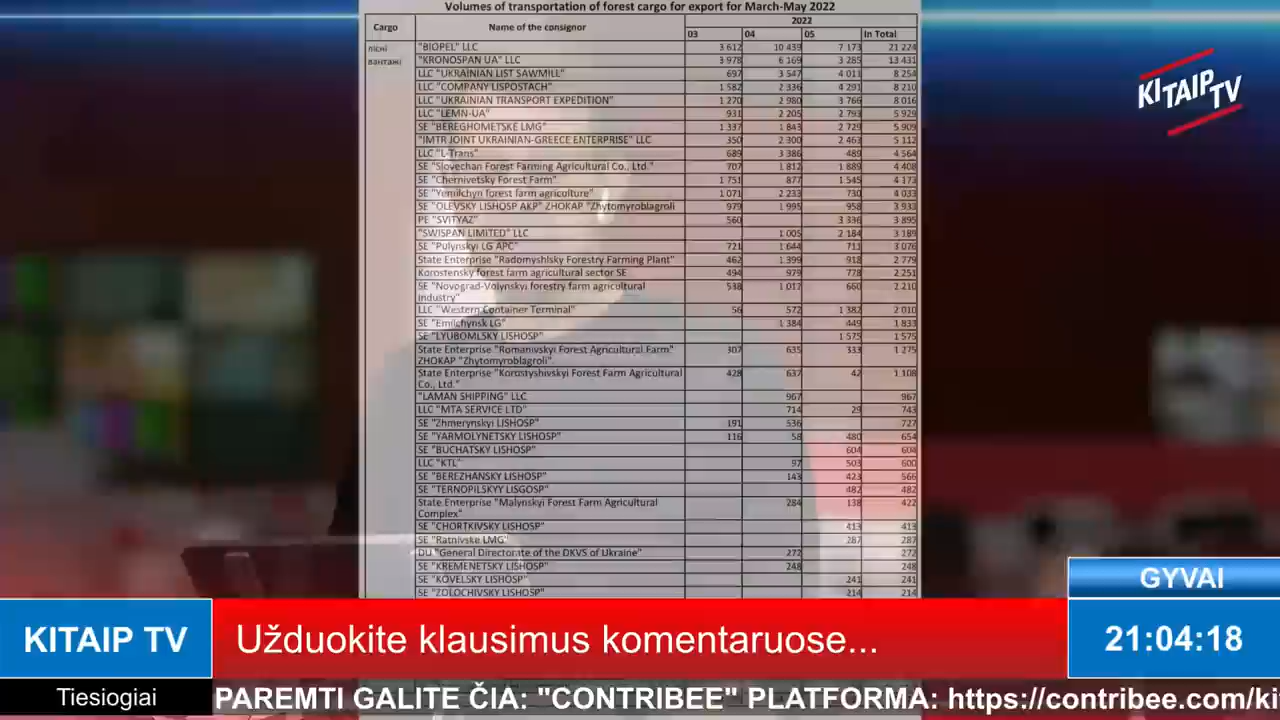 Volumes of transportation of forest cargo for export for March-May 2022
Cargo Name of the consignor 2022
03 04 05 In Total
лісні "BIOPEL" LLC 3 612 10 439 7 173 21 224
вантажі "KRONOSPAN UA" LLC 3 978 6 169 3 285 13 431
LLC "UKRAINIAN LIST SAWMILL" 697 3 547 4 011 8 254
LLC "COMPANY LISPOSTACH" 1 582 2 336 4 291 8 210
LLC "UKRAINIAN TRANSPORT EXPEDITION" 1 270 2 980 3 766 8 016
LLC "LEMN-UA" 931 2 205 2 793 5 929
SE "BEREGHOMETSKE LMG" 1 337 1 843 2 729 5 909
"IMTR JOINT UKRAINIAN-GREECE ENTERPRISE" LLC 350 2 300 2 463 5 112
LLC "L-Trans" 689 3 386 489 4 564
SE "Slovechan Forest Farming Agricultural Co., Ltd." 707 1 812 1 889 4 408
SE "Chernivetsky Forest Farm" 1 751 877 1 545 4 173
SE "Yemilchyn forest farm agriculture" 1 071 2 233 730 4 033
SE "OLEVSKY LISHOSP AKP" ZHOKAP "Zhytomyroblagroli 979 1 995 958 3 933
PE "SVITYAZ" 560 3 336 3 895
"SWISPAN LIMITED" LLC 1 005 2 184 3 189
SE "Pulynskyi LG APC" 721 1 644 711 3 076
State Enterprise "Radomyshlsky Forestry Farming Plant" 462 1 399 918 2 779
Korostensky forest farm agricultural sector SE 494 979 778 2 251
SE "Novograd-Volynskyi forestry farm agricultural 538 1 017 660 2 210
industry"
LLC "Western Container Terminal" 56 572 1 382 2 010
SE "Emilchynsk LG" 1 384 449 1 833
SE "LYUBOMLSKY LISHOSP" 1 575 1 575
State Enterprise "Romanivskyi Forest Agricultural Farm" 307 635 333 1 275
ZHOKAP "Zhytomyroblagroli".
State Enterprise "Korostyshivskyi Forest Farm Agricultural 428 637 42 1 108
Co., Ltd."
"LAMAN SHIPPING" LLC 967 967
LLC "MTA SERVICE LTD" 714 29 743
SE "Zhmerynskyi LISHOSP" 191 536 727
SE "YARMOLYNETSKY LISHOSP" 116 58 480 654
SE "BUCHATSKY LISHOSP" 604 604
LLC "KTL" 97 503 600
SE "BEREZHANSKY LISHOSP" 143 423 566
SE "TERNOPILSKYY LISGOSP" 482 482
State Enterprise "Malynskyi Forest Farm Agricultural 284 138 422
Complex"
SE "CHORTKIVSKY LISHOSP" 413 413
SE "Ratnivske LMG" 287 287
DU "General Directorate of the DKVS of Ukraine" 272 272
SE "KREMENETSKY LISHOSP" 248 248
SE "KOVELSKY LISHOSP" 241 241
SE "ZOLOCHIVSKY LISHOSP" 214 214
KITAIP TV
GYVAI
KITAIP TV Užduokite klausimus komentaruose... 21:04:18
Tiesiogiai PAREMTI GALITE ČIA: "CONTRIBEE" PLATFORMA: https://contribee.com/ki